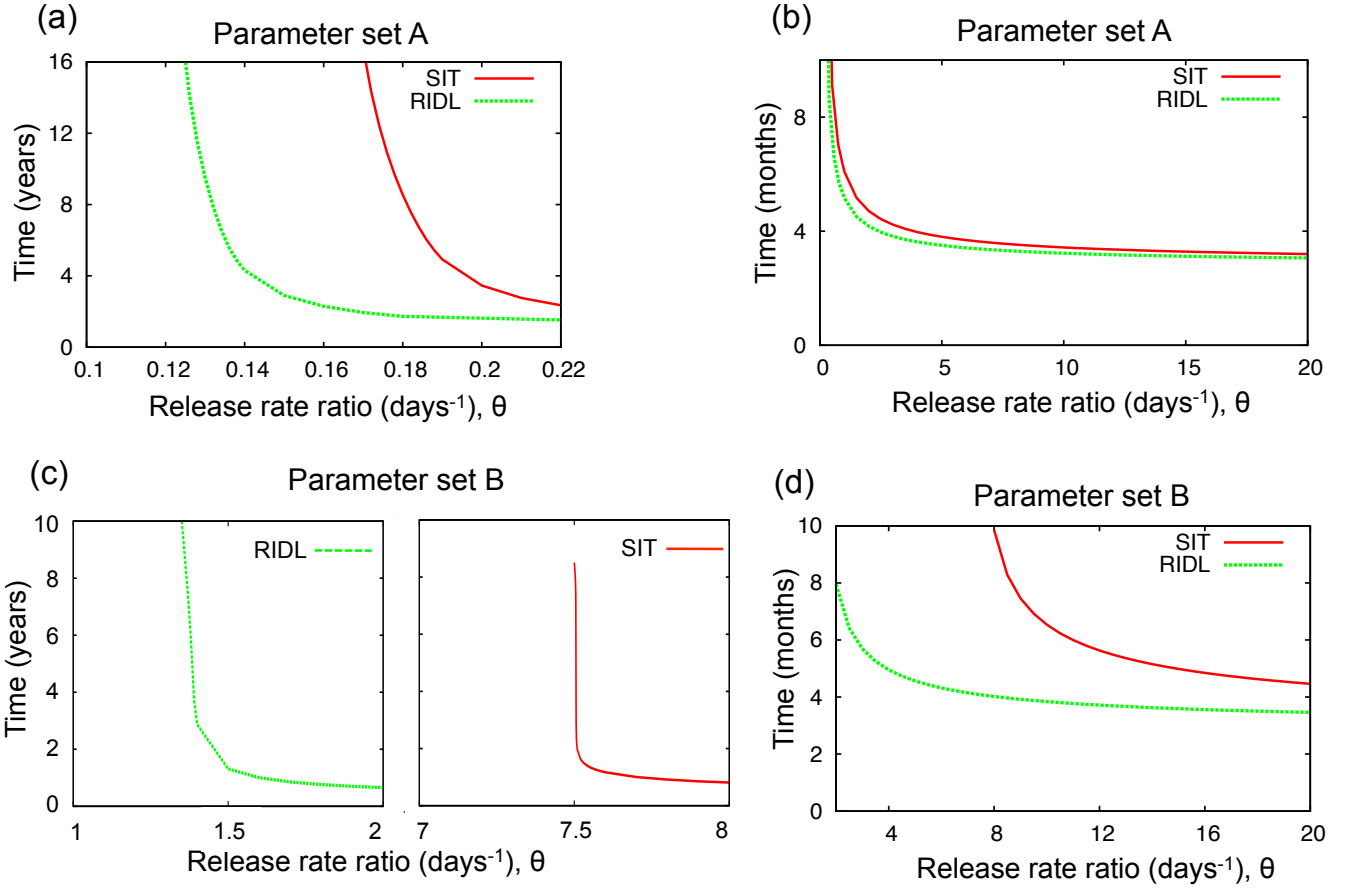 (a)
Parameter set A
16
12
8
4
0
Time (years)
SIT
RIDL
0.1 0.12 0.14 0.16 0.18 0.2 0.22
Release rate ratio (days-1), θ
(b)
Parameter set A
8
4
0
Time (months)
SIT
RIDL
0 5 10 15 20
Release rate ratio (days-1), θ
(c)
Parameter set B
10
8
6
4
2
0
Time (years)
RIDL
1 1.5 2
SIT
7 7.5 8
Release rate ratio (days-1), θ
(d)
Parameter set B
10
8
6
4
2
0
Time (months)
SIT
RIDL
4 8 12 16 20
Release rate ratio (days-1), θ